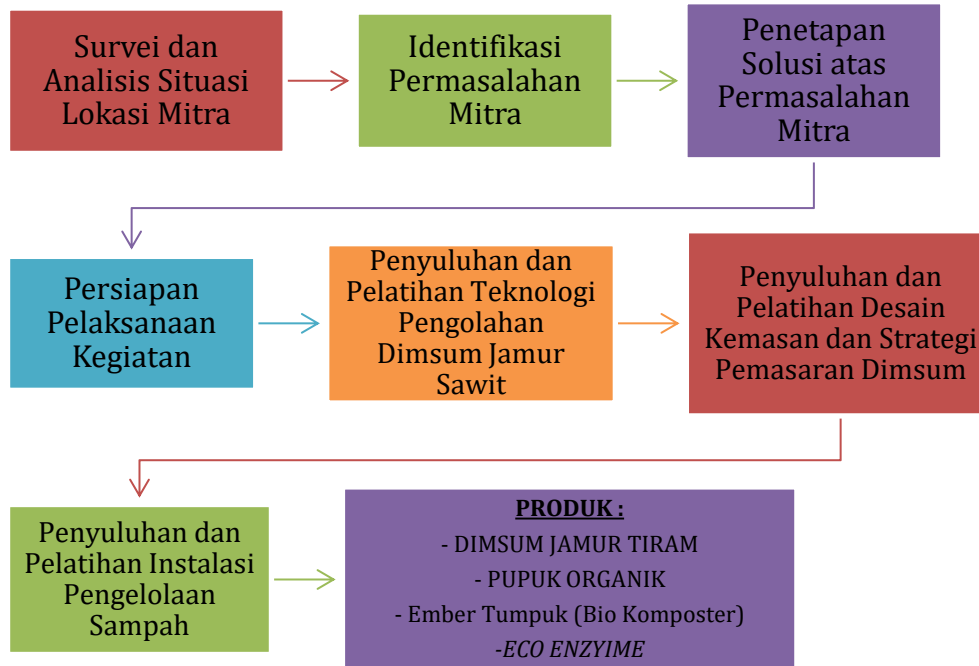 Survei dan
Analisis Situasi
Lokasi Mitra
Identifikasi
Permasalahan
Mitra
Penetapan
Solusi atas
Permasalahan
Mitra
Persiapan
Pelaksanaan
Kegiatan
Penyuluhan dan
Pelatihan Teknologi
Pengolahan
Dimsum Jamur
Sawit
Penyuluhan dan
Pelatihan Desain
Kemasan dan Strategi
Pemasaran Dimsum
Penyuluhan dan
Pelatihan Instalasi
Pengelolaan
Sampah
PRODUK :
- DIMSUM JAMUR TIRAM
- PUPUK ORGANIK
- Ember Tumpuk (Bio Komposter)
-ECO ENZYIME